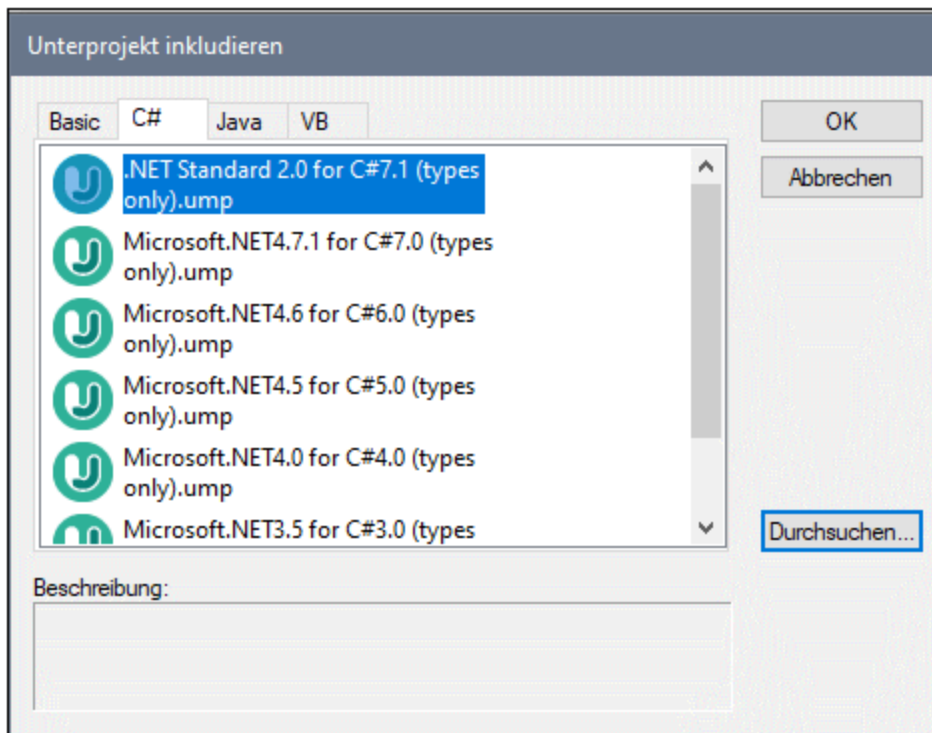 Unterprojekt inkludieren
Basic C# Java VB
OK
.NET Standard 2.0 for C#7.1 (types
only).ump
Abbrechen
Microsoft.NET4.7.1 for C#7.0 (types
only).ump
Microsoft.NET4.6 for C#6.0 (types
only).ump
Microsoft.NET4.5 for C#5.0 (types
only).ump
Microsoft.NET4.0 for C#4.0 (types
only).ump
Microsoft.NET3.5 for C#3.0 (types
Durchsuchen...
Beschreibung: